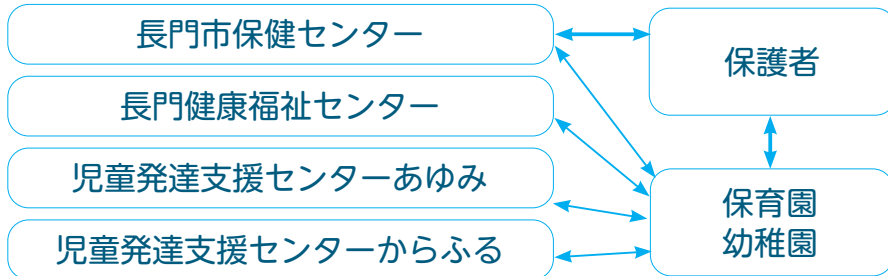 長門市保健センター
長門健康福祉センター
児童発達支援センターあゆみ
児童発達支援センターからふる
保護者
保育園
幼稚園